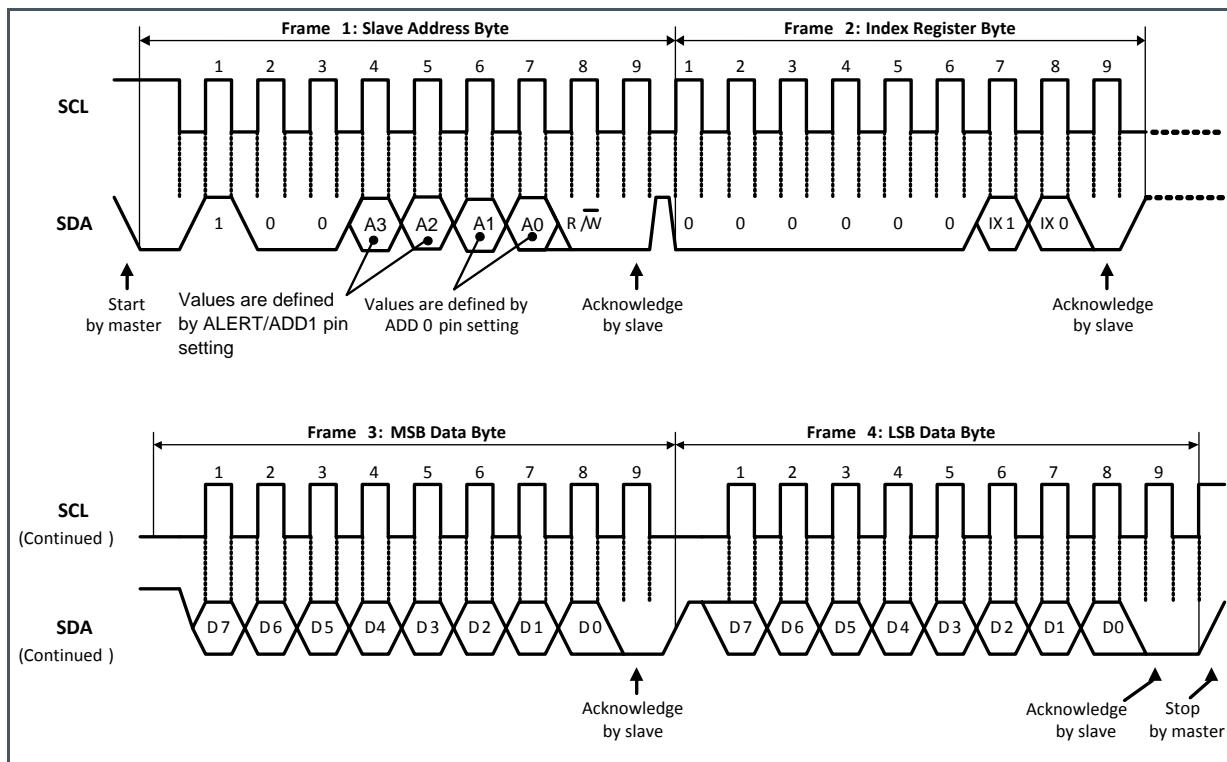 Frame 1: Slave Address Byte
Frame 2: Index Register Byte
1 2 3 4 5 6 7 8 9 1 2 3 4 5 6 7 8 9
SCL
SDA
1 0 0 A3 A2 A1 A0 R/W 0 0 0 0 0 0 IX 1 IX 0
Start
by master
Values are defined
by ALERT/ADD1 pin
setting
Values are defined by
ADD 0 pin setting
Acknowledge
by slave
Acknowledge
by slave
Frame 3: MSB Data Byte
Frame 4: LSB Data Byte
1 2 3 4 5 6 7 8 9 1 2 3 4 5 6 7 8 9
SCL
(Continued )
SDA
(Continued )
D7 D6 D5 D4 D3 D2 D1 D0 D7 D6 D5 D4 D3 D2 D1 D0
Acknowledge
by slave
Acknowledge
by slave
Stop
by master